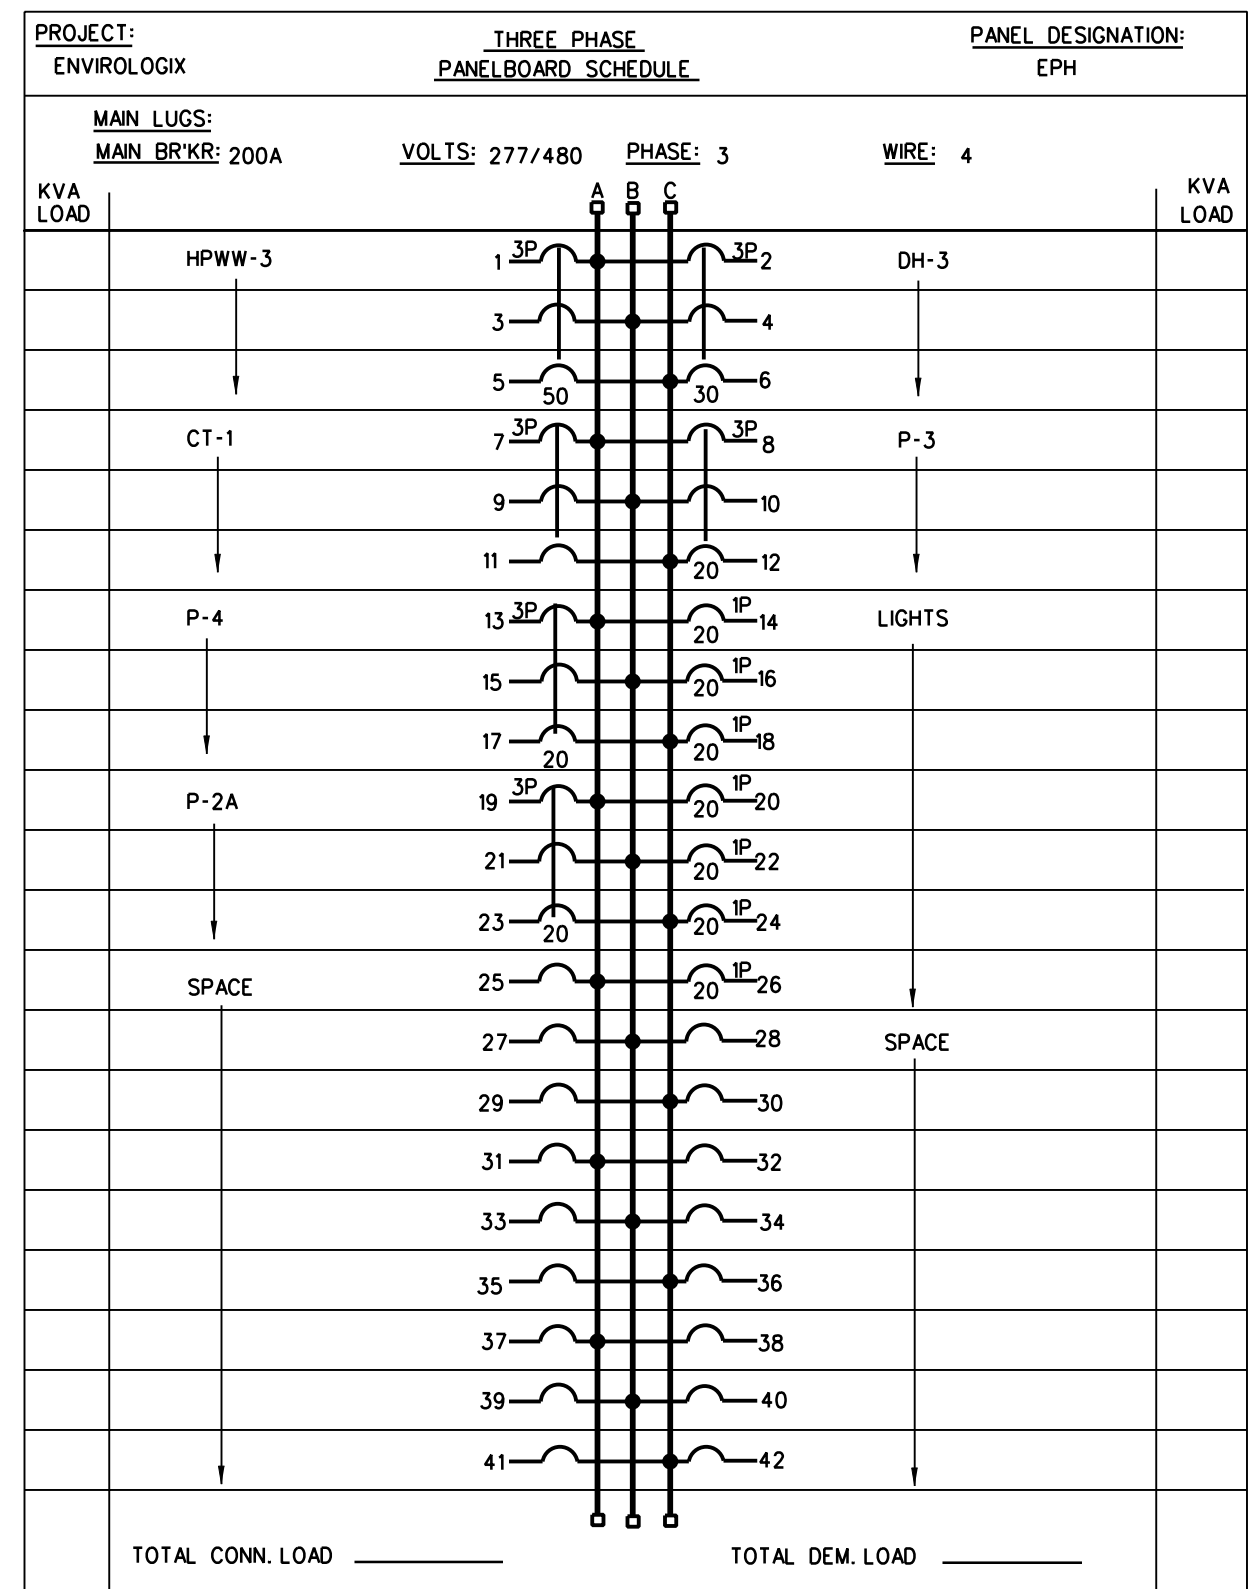 PROJECT:
ENVIROLOGIX
THREE PHASE
PANELBOARD SCHEDULE
PANEL DESIGNATION:
EPH
MAIN LUGS:
MAIN BR'KR: 200A VOLTS: 277/480 PHASE: 3 WIRE: 4
KVA LOAD A B C KVA LOAD
HPWW-3 1 3P 3P 2 DH-3
3 4
5 50 30 6
CT-1 7 3P 3P 8 P-3
9 10
11 20 12
P-4 13 3P 1P 20 14 LIGHTS
15 1P 20 16
17 20 1P 20 18
P-2A 19 3P 1P 20 20
21 1P 20 22
23 20 1P 20 24
SPACE 25 1P 20 26
27 28 SPACE
29 30
31 32
33 34
35 36
37 38
39 40
41 42
TOTAL CONN. LOAD TOTAL DEM. LOAD